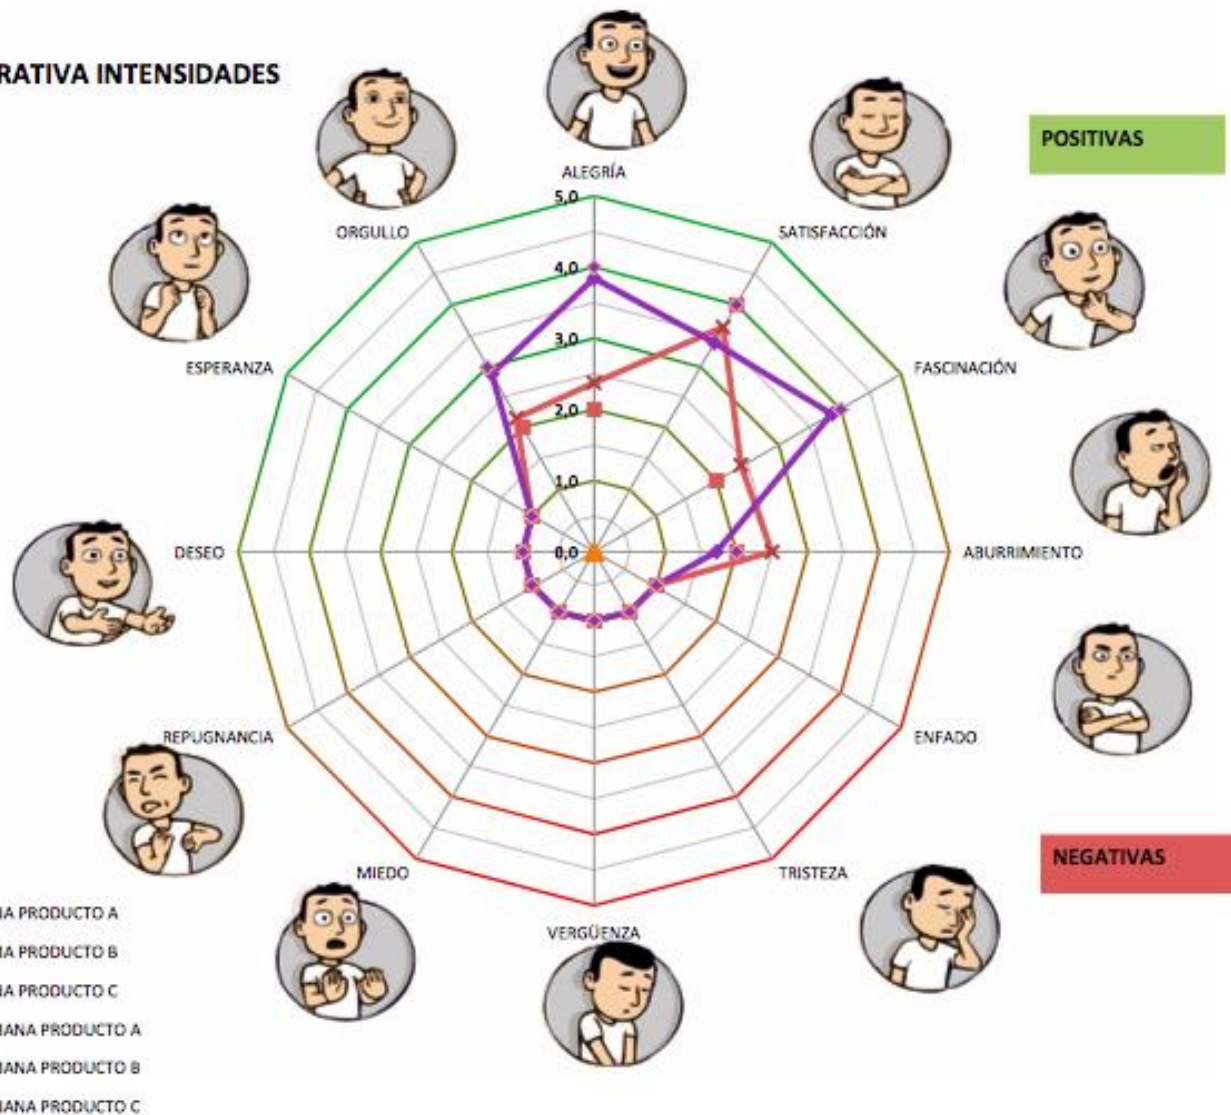 RATIVA INTENSIDADES
POSITIVAS
ALEGRÍA
5,0
ORGULLO
SATISFACCIÓN
4,0
3,0
ESPERANZA
FASCINACIÓN
2,0
1,0
DESEO
0,0
ABURRIMIENTO
REPUGNANCIA
ENFADO
NEGATIVAS
MIEDO
TRISTEZA
VERGÜENZA
IA PRODUCTO A
IA PRODUCTO B
IA PRODUCTO C
IANA PRODUCTO A
IANA PRODUCTO B
IANA PRODUCTO C